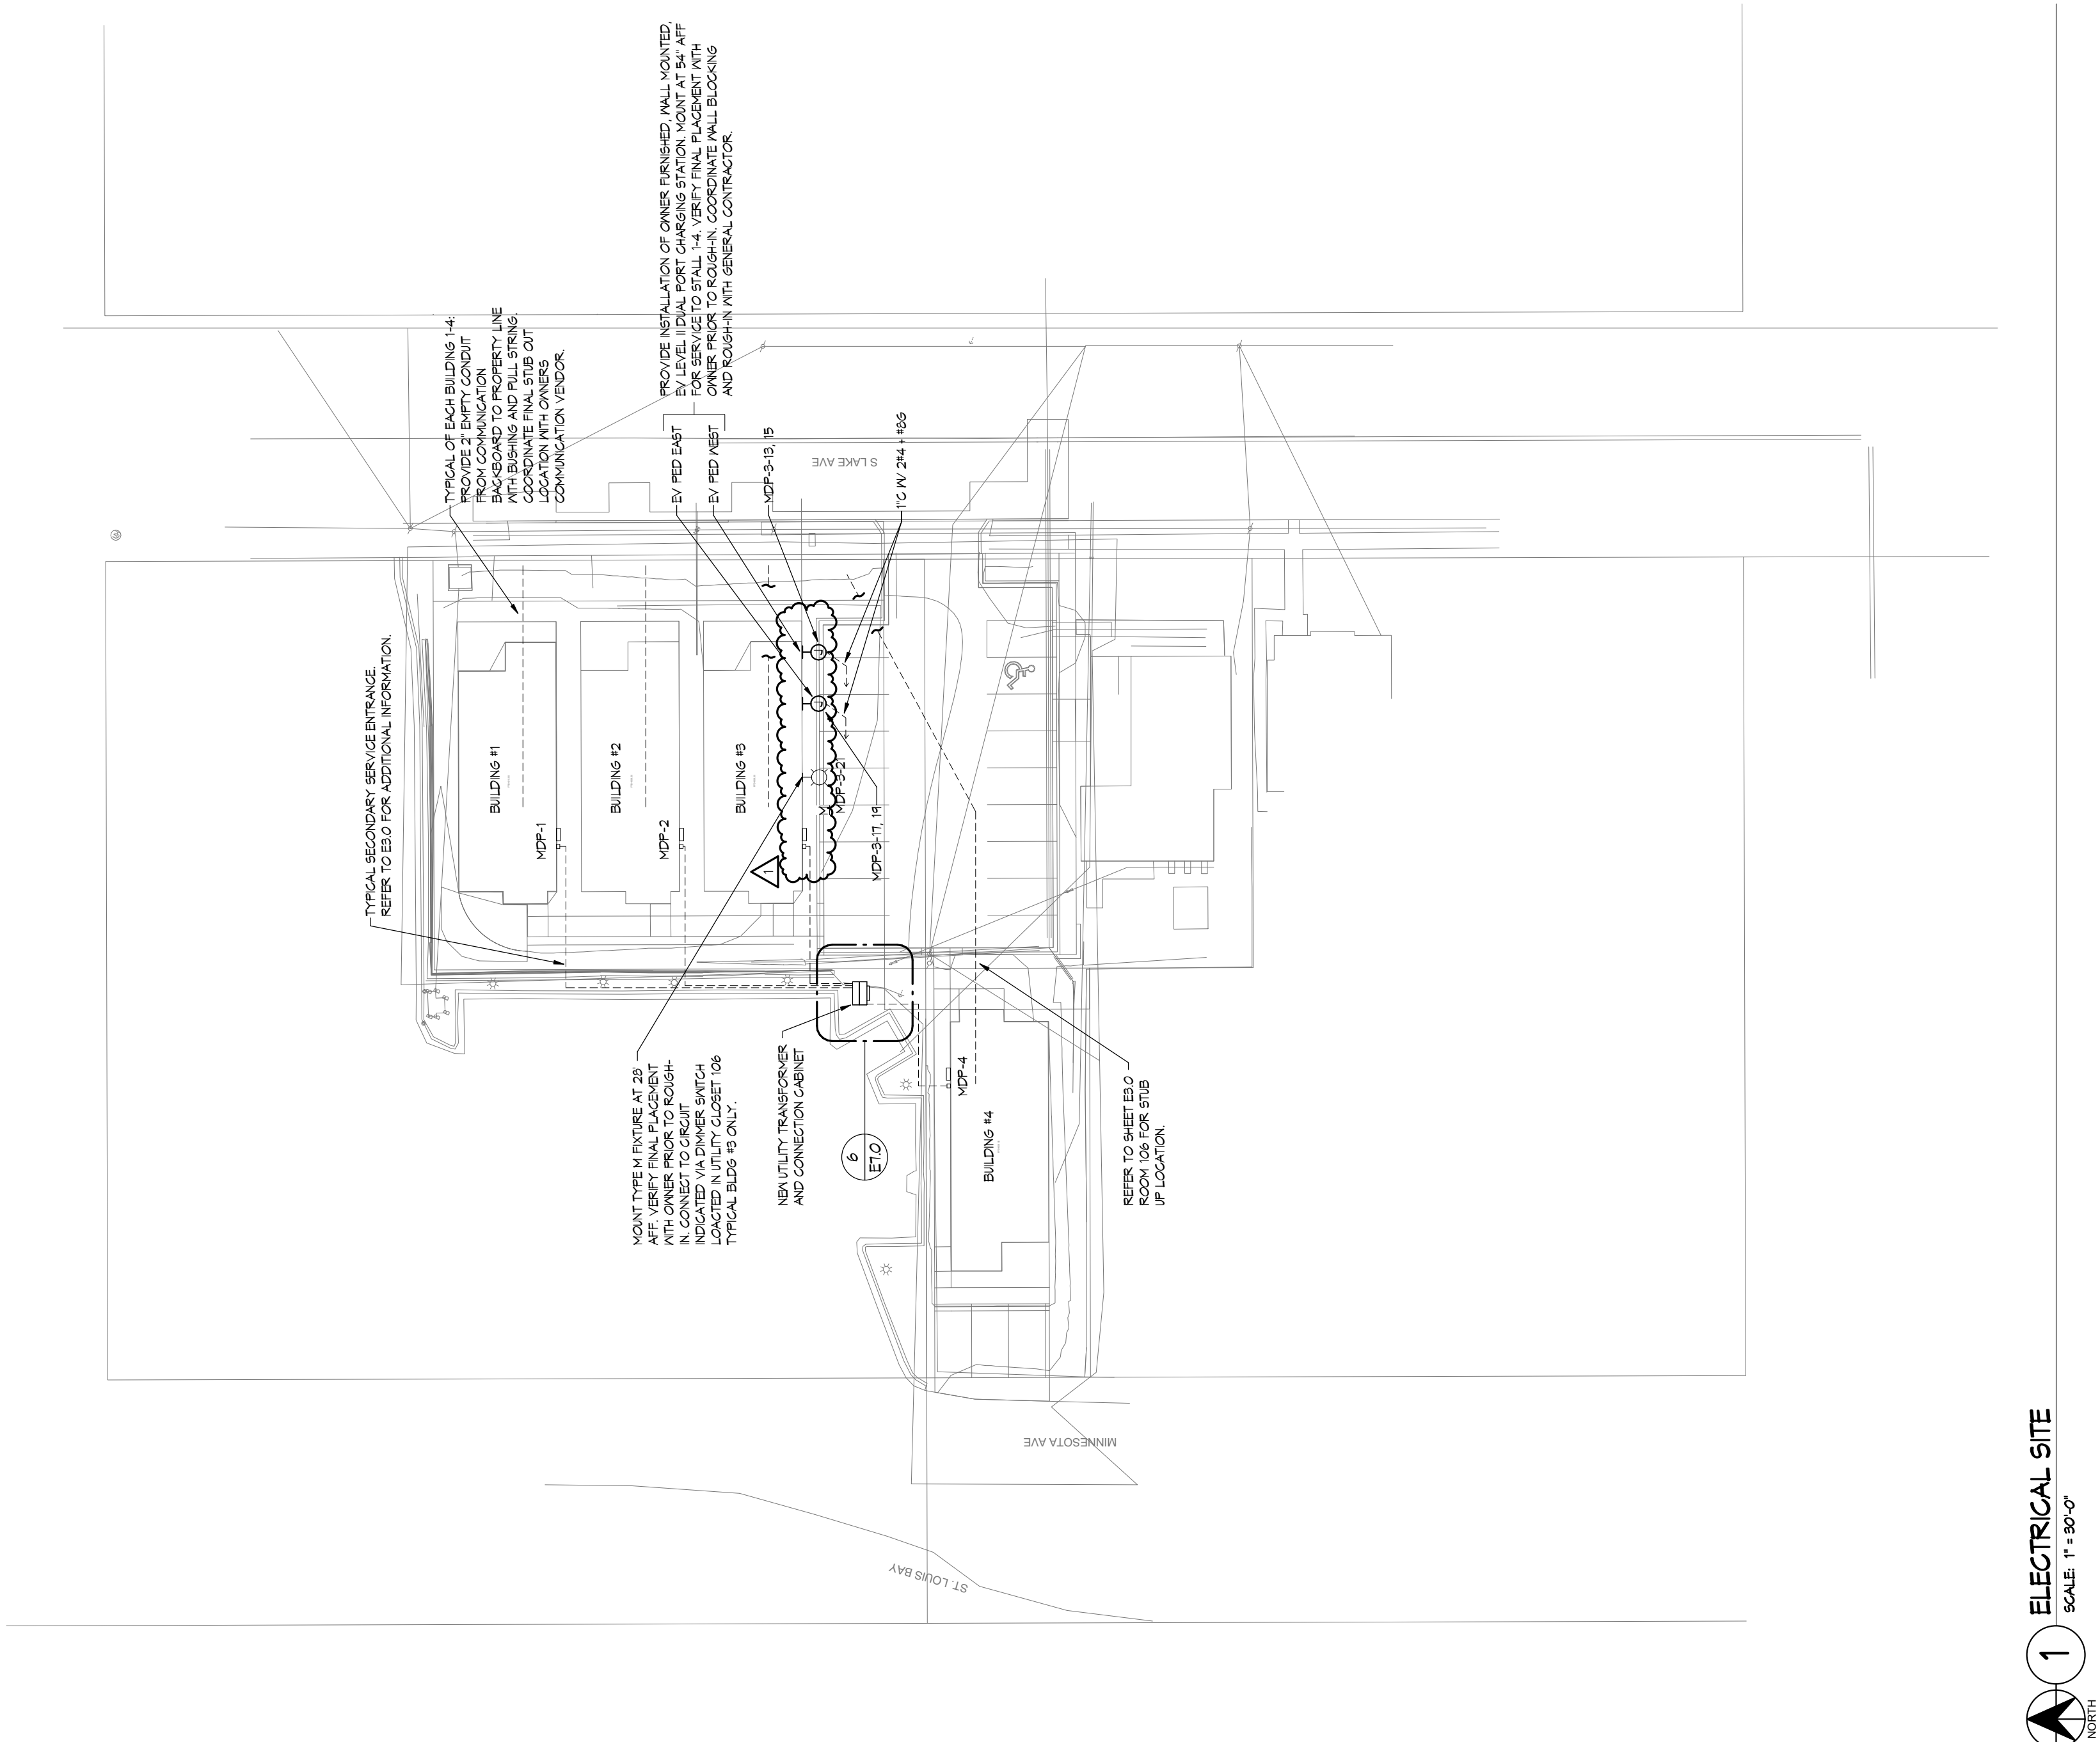 TYPICAL OF EACH BUILDING 1-4:
PROVIDE 2" EMPTY CONDUIT
FROM COMMUNICATION
BACKBOARD TO PROPERTY LINE
WITH BUSHING AND PULL STRING.
COORDINATE FINAL STUB OUT
LOCATION WITH OWNERS
COMMUNICATION VENDOR.
PROVIDE INSTALLATION OF OWNER FURNISHED, WALL MOUNTED,
EV LEVEL II DUAL PORT CHARGING STATION. MOUNT AT 54" AFF
FOR SERVICE TO STALL 1-4. VERIFY FINAL PLACEMENT WITH
OWNER PRIOR TO ROUGH-IN. COORDINATE WALL BLOCKING
AND ROUGH-IN WITH GENERAL CONTRACTOR.
EV PED EAST
EV PED WEST
MDP-3-13, 15
1"C W 2#4 + #8G
S LAKE AVE
TYPICAL SECONDARY SERVICE ENTRANCE.
REFER TO E3.0 FOR ADDITIONAL INFORMATION.
BUILDING #1
MDP-1
BUILDING #2
MDP-2
BUILDING #3
1
M
MDP-3-21
MDP-3-17, 19
MOUNT TYPE M FIXTURE AT 28'
AFF. VERIFY FINAL PLACEMENT
WITH OWNER PRIOR TO ROUGH-
IN. CONNECT TO CIRCUIT
INDICATED VIA DIMMER SWITCH
LOACTED IN UTILITY CLOSET 106
TYPICAL BLDG #3 ONLY.
NEW UTILITY TRANSFORMER
AND CONNECTION CABINET
6
E7.0
MDP-4
BUILDING #4
REFER TO SHEET E3.0
ROOM 106 FOR STUB
UP LOCATION.
MINNESOTA AVE
ST. LOUIS BAY
1
ELECTRICAL SITE
SCALE: 1" = 30'-0"
NORTH